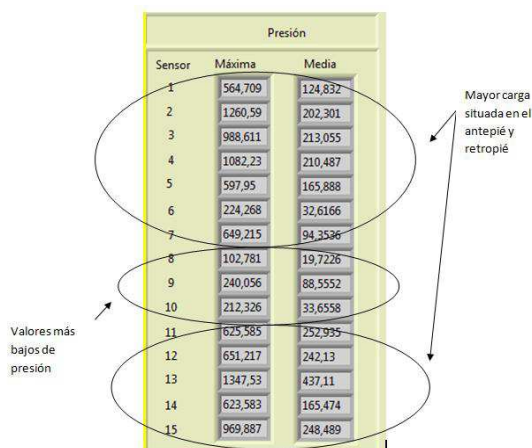 Presión
Sensor Máxima Media
1 564,709 124,832
2 1260,59 202,301
3 988,611 213,055
4 1082,23 210,487
5 597,95 165,888
6 224,268 32,6166
7 649,215 94,3536
8 102,781 19,7226
9 240,056 88,5552
10 212,326 33,6558
11 625,585 252,935
12 651,217 242,13
13 1347,53 437,11
14 623,583 165,474
15 969,887 248,489
Mayor carga
situada en el
antepié y
retropié
Valores más
bajos de
presión